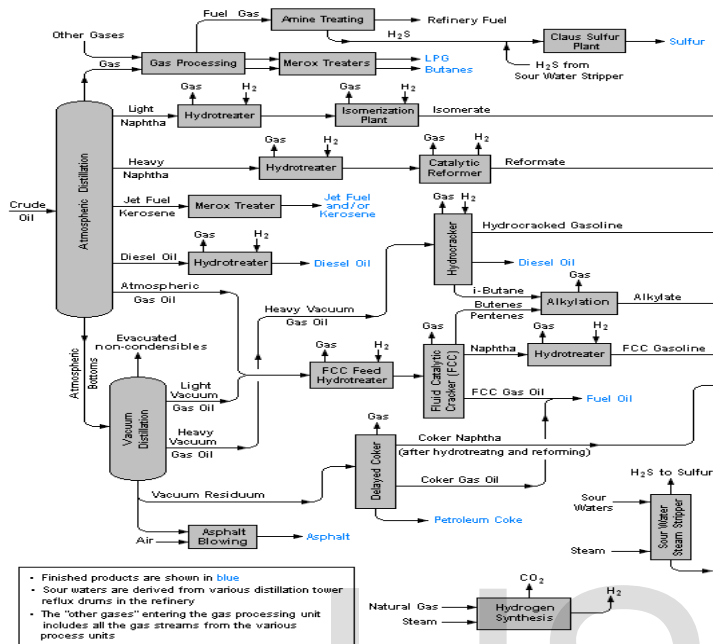 Fuel Gas
Amine Treating
Refinery Fuel
Other Gases
H₂S
Claus Sulfur
Plant
Sulfur
Gas
Gas Processing
Merox Treaters
LPG
Butanes
H₂S from
Sour Water Stripper
Light
Naphtha
Gas
H₂
Hydrotreater
Gas
H₂
Isomerization
Plant
Isomerate
Heavy
Naphtha
Gas
H₂
Hydrotreater
Gas
H₂
Catalytic
Reformer
Reformate
Crude
Oil
Atmospheric Distillation
Jet Fuel
Kerosene
Merox Treater
Jet Fuel
and/or
Kerosene
Gas
H₂
Hydrocracker
Hydrocracked Gasoline
Diesel Oil
Diesel Oil
Gas
H₂
Hydrotreater
Diesel Oil
Atmospheric
Gas Oil
i-Butane
Butenes
Pentenes
Gas
Alkylation
Alkylate
Heavy Vacuum
Gas Oil
Atmospheric
Bottoms
Evacuated
non-condensibles
Gas
H₂
FCC Feed
Hydrotreater
Gas
Fluid Catalytic
Cracker (FCC)
Naphtha
Gas
H₂
Hydrotreater
FCC Gasoline
FCC Gas Oil
Fuel Oil
Vacuum
Distillation
Light
Vacuum
Gas Oil
Heavy
Vacuum
Gas Oil
Gas
Delayed Coker
Coker Naphtha
(after hydrotreatng and reforming)
Coker Gas Oil
Petroleum Coke
Vacuum Residuum
Air
Asphalt
Blowing
Asphalt
H₂S to Sulfur
Sour
Waters
Sour Water
Steam Stripper
Steam
• Finished products are shown in blue
• Sour waters are derived from various distillation tower
reflux drums in the refinery
• The "other gases" entering the gas processing unit
includes all the gas streams from the various
process units
CO₂
H₂
Natural Gas
Steam
Hydrogen
Synthesis